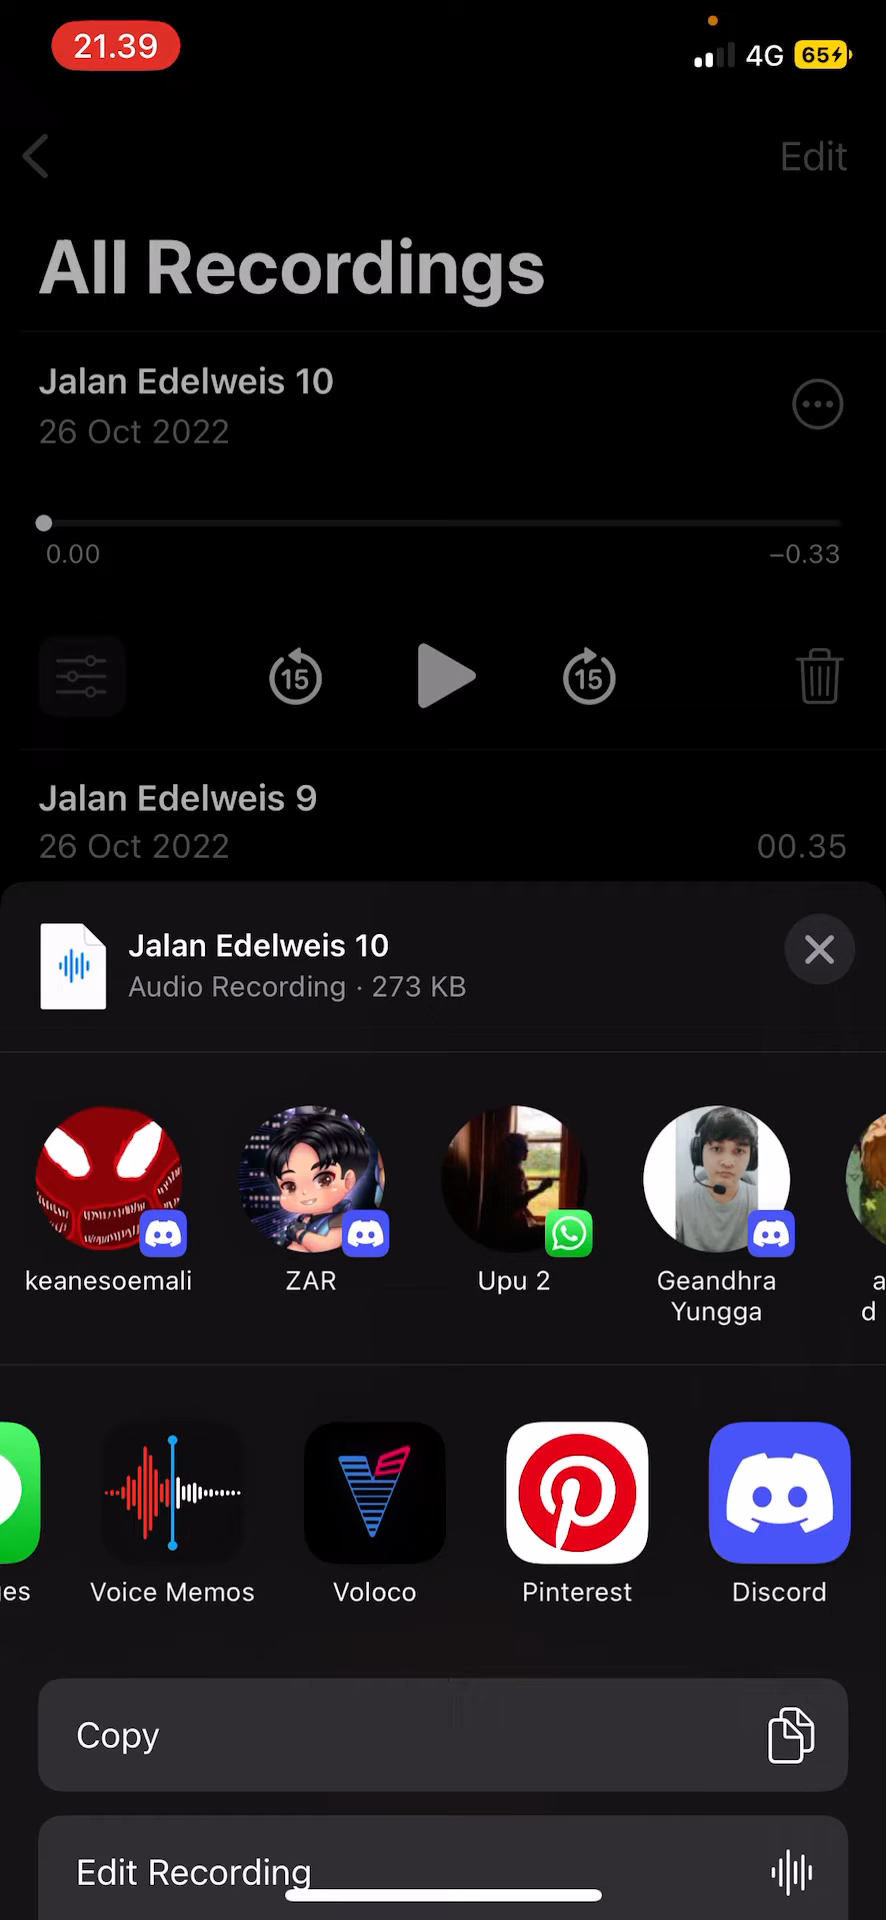 21.39
4G 65
Edit
All Recordings
Jalan Edelweis 10
26 Oct 2022
0.00 −0.33
15 15
Jalan Edelweis 9
26 Oct 2022 00.35
Jalan Edelweis 10
Audio Recording · 273 KB
keanesoemali ZAR Upu 2 Geandhra a
Yungga d
es Voice Memos Voloco Pinterest Discord
Copy
Edit Recording